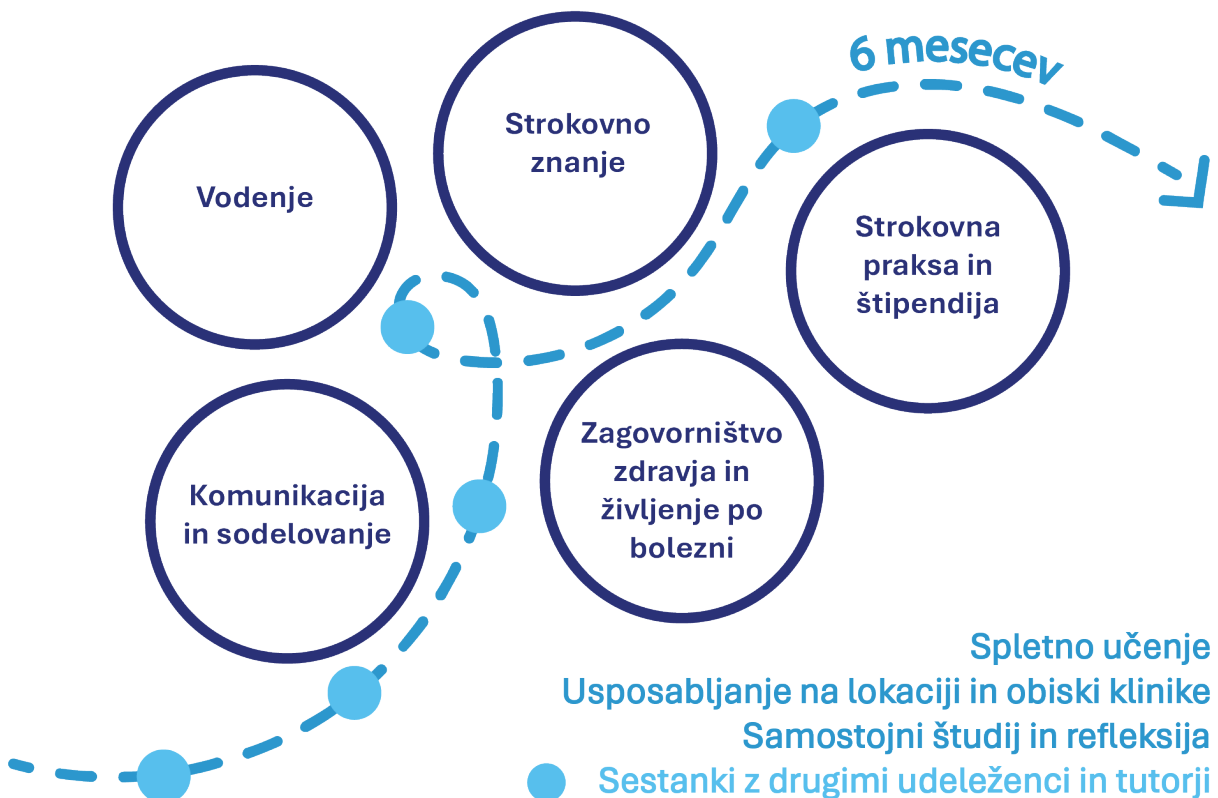 6 mesecev
Strokovno
znanje
Vodenje
Strokovna
praksa in
štipendija
Zagovorništvo
zdravja in
življenje po
bolezni
Komunikacija
in sodelovanje
Spletno učenje
Usposabljanje na lokaciji in obiski klinike
Samostojni študij in refleksija
Sestanki z drugimi udeleženci in tutorji